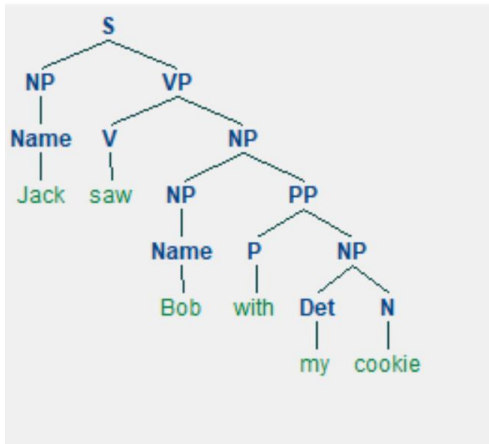 S
NP VP
Name V NP
Jack saw NP PP
Name P NP
Bob with Det N
my cookie